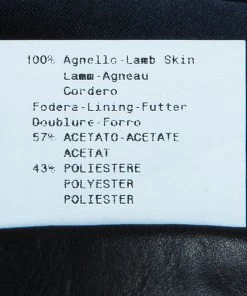 100% Agnello-Lamb Skin
Lamm-Agneau
Cordero
Fodera-Lining-Futter
Doublure-Forro
57% ACETATO-ACETATE
ACETAT
43% POLIESTERE
POLYESTER
POLIESTER